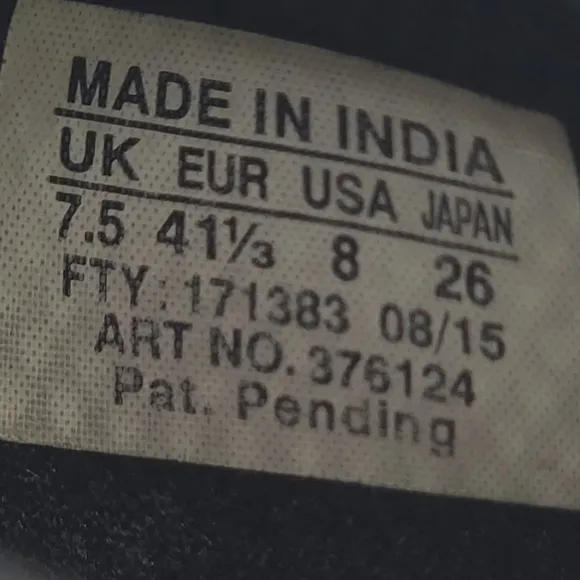 MADE IN INDIA
UK EUR USA JAPAN
7.5 41⅓ 8 26
FTY: 171383 08/15
ART NO. 376124
Pat. Pending